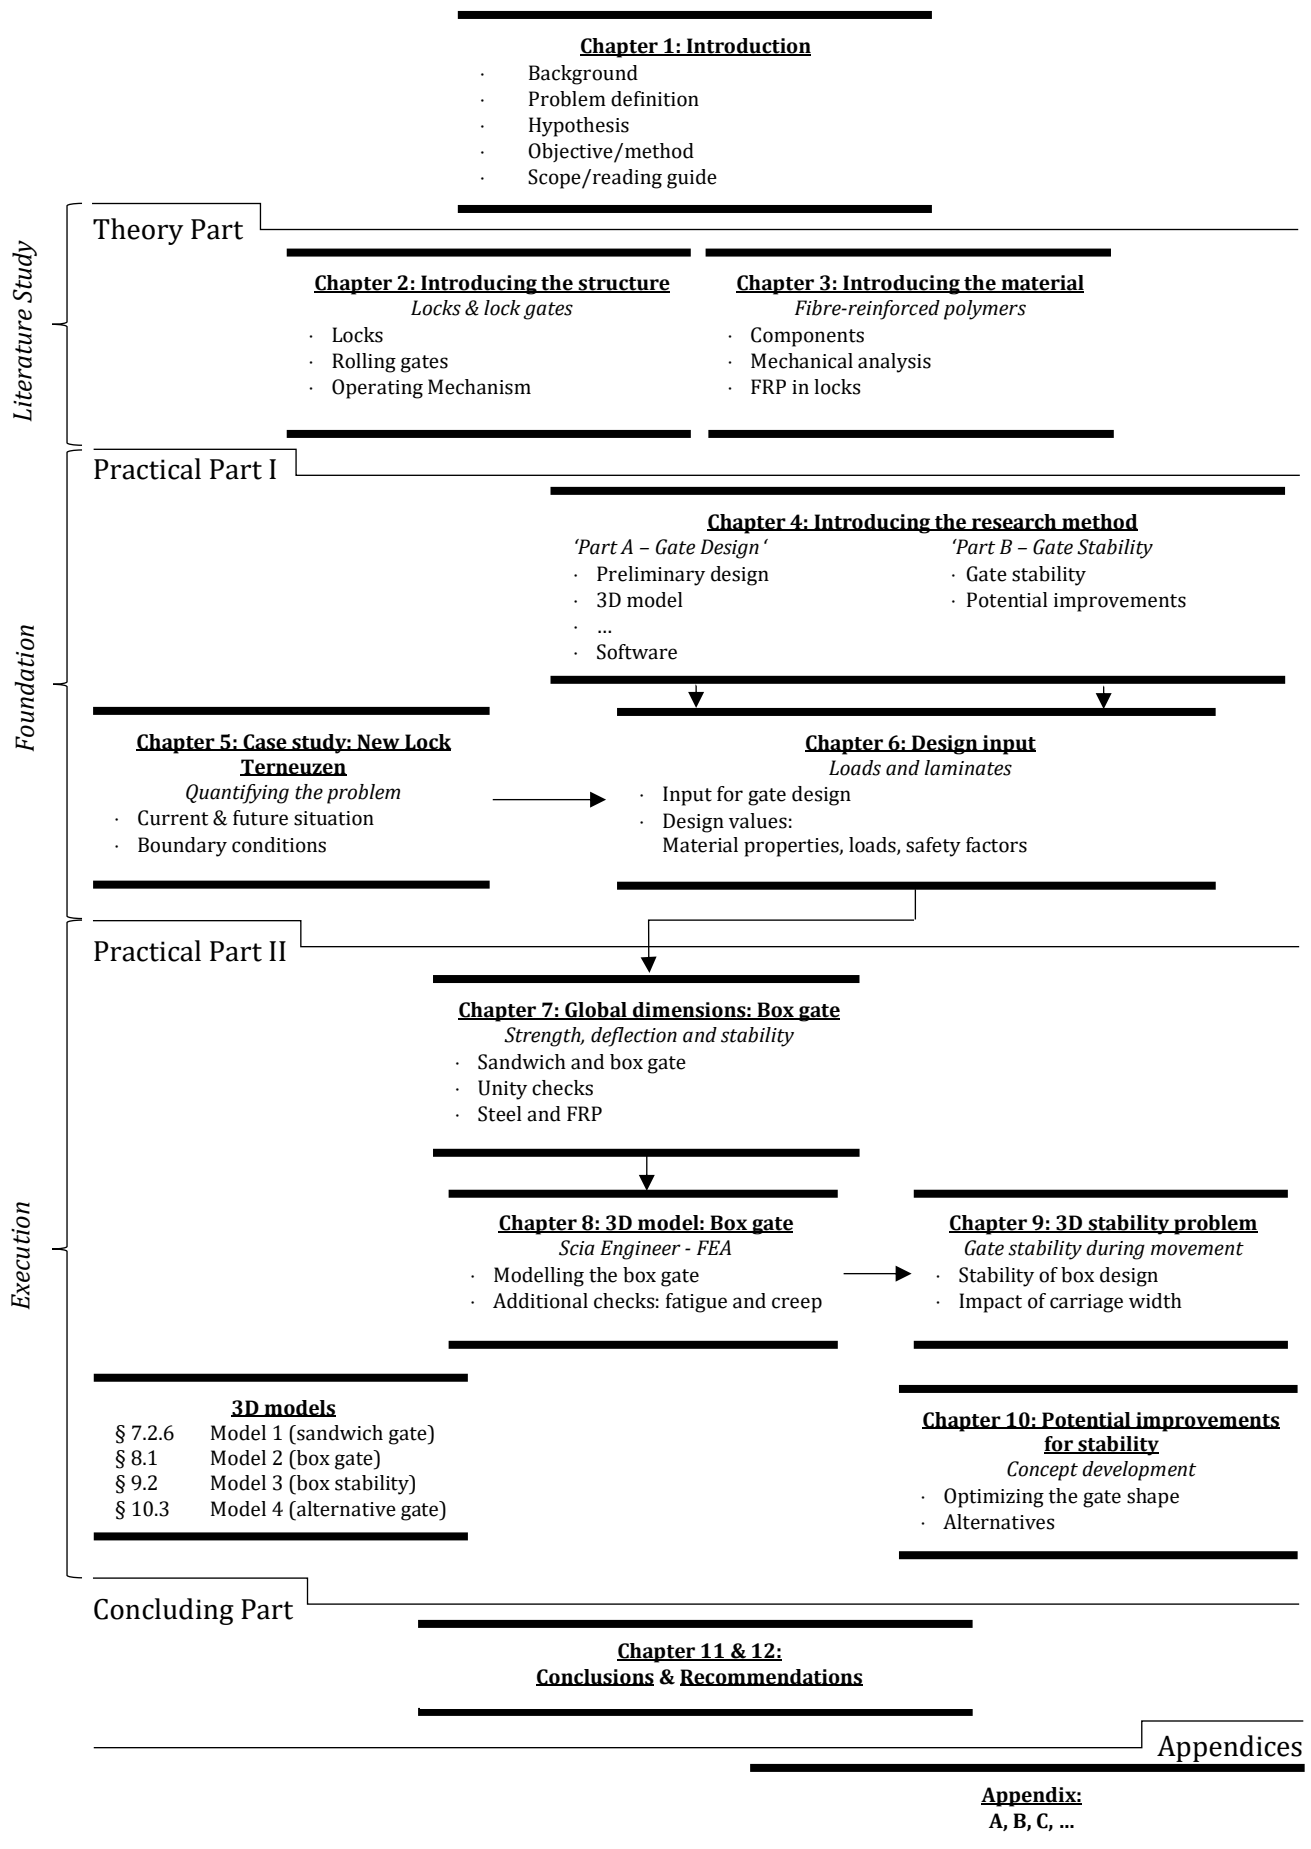 Chapter 1: Introduction
· Background
· Problem definition
· Hypothesis
· Objective/method
· Scope/reading guide
Literature Study
Theory Part
Chapter 2: Introducing the structure
Locks & lock gates
· Locks
· Rolling gates
· Operating Mechanism
Chapter 3: Introducing the material
Fibre-reinforced polymers
· Components
· Mechanical analysis
· FRP in locks
Foundation
Practical Part I
Chapter 4: Introducing the research method
‘Part A – Gate Design ‘
· Preliminary design
· 3D model
· ...
· Software
‘Part B – Gate Stability
· Gate stability
· Potential improvements
Chapter 5: Case study: New Lock
Terneuzen
Quantifying the problem
· Current & future situation
· Boundary conditions
Chapter 6: Design input
Loads and laminates
· Input for gate design
· Design values:
Material properties, loads, safety factors
Execution
Practical Part II
Chapter 7: Global dimensions: Box gate
Strength, deflection and stability
· Sandwich and box gate
· Unity checks
· Steel and FRP
Chapter 8: 3D model: Box gate
Scia Engineer - FEA
· Modelling the box gate
· Additional checks: fatigue and creep
Chapter 9: 3D stability problem
Gate stability during movement
· Stability of box design
· Impact of carriage width
3D models
§ 7.2.6 Model 1 (sandwich gate)
§ 8.1 Model 2 (box gate)
§ 9.2 Model 3 (box stability)
§ 10.3 Model 4 (alternative gate)
Chapter 10: Potential improvements
for stability
Concept development
· Optimizing the gate shape
· Alternatives
Concluding Part
Chapter 11 & 12:
Conclusions & Recommendations
Appendices
Appendix:
A, B, C, ...